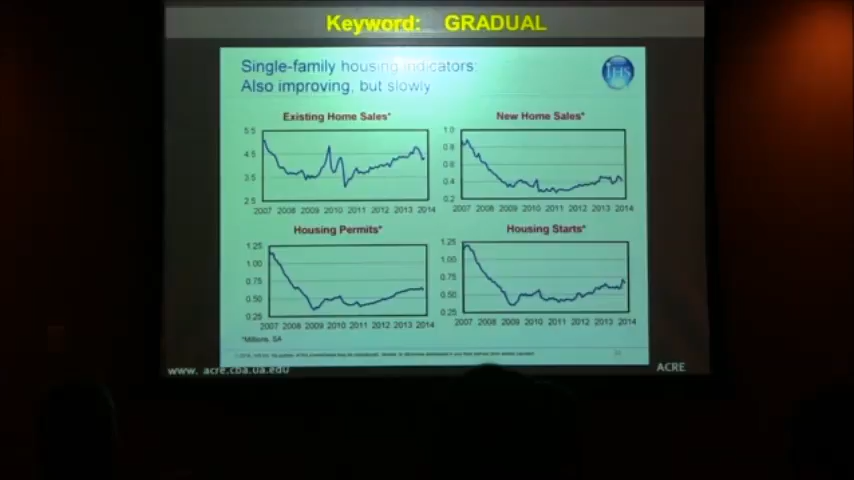 Keyword: GRADUAL
Single-family housing indicators:
Also improving, but slowly
IHS
Existing Home Sales*
5.5
4.5
3.5
2.5
2007 2008 2009 2010 2011 2012 2013 2014
New Home Sales*
1.0
0.8
0.6
0.4
0.2
2007 2008 2009 2010 2011 2012 2013 2014
Housing Permits*
1.25
1.00
0.75
0.50
0.25
2007 2008 2009 2010 2011 2012 2013 2014
Housing Starts*
1.25
1.00
0.75
0.50
0.25
2007 2008 2009 2010 2011 2012 2013 2014
*Millions, SA
www. acre.cba.ua.edu
ACRE